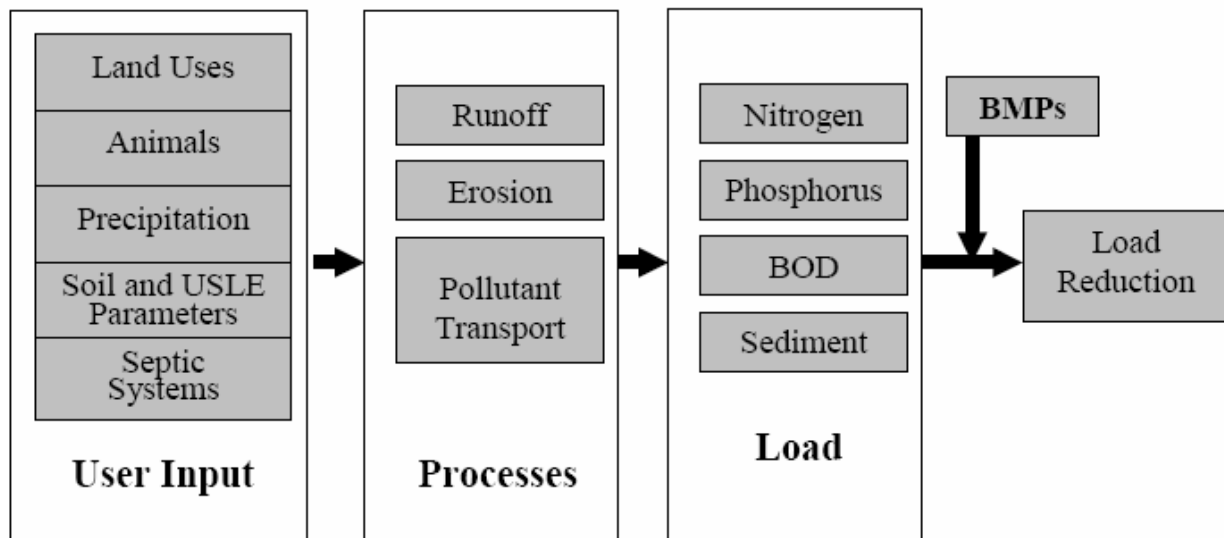 Land Uses
Animals
Precipitation
Soil and USLE
Parameters
Septic
Systems
User Input
Runoff
Erosion
Pollutant
Transport
Processes
Nitrogen
Phosphorus
BOD
Sediment
Load
BMPs
Load
Reduction